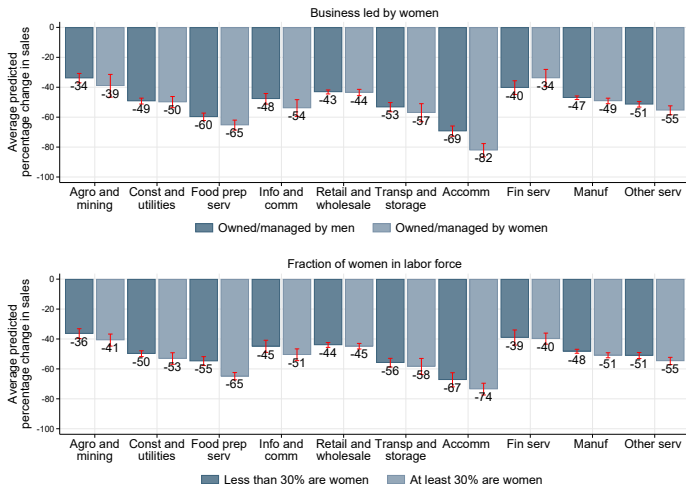 Business led by women
Average predicted
percentage change in sales
0
-20
-40
-60
-80
-100
-34 -39 -49 -50 -60 -65 -48 -54 -43 -44 -53 -57 -69 -82 -40 -34 -47 -49 -51 -55
Agro and Const and Food prep Info and Retail and Transp and Accomm Fin serv Manuf Other serv
mining utilities serv comm wholesale storage
Owned/managed by men Owned/managed by women
Fraction of women in labor force
Average predicted
percentage change in sales
0
-20
-40
-60
-80
-100
-36 -41 -50 -53 -55 -65 -45 -51 -44 -45 -56 -58 -67 -74 -39 -40 -48 -51 -51 -55
Agro and Const and Food prep Info and Retail and Transp and Accomm Fin serv Manuf Other serv
mining utilities serv comm wholesale storage
Less than 30% are women At least 30% are women